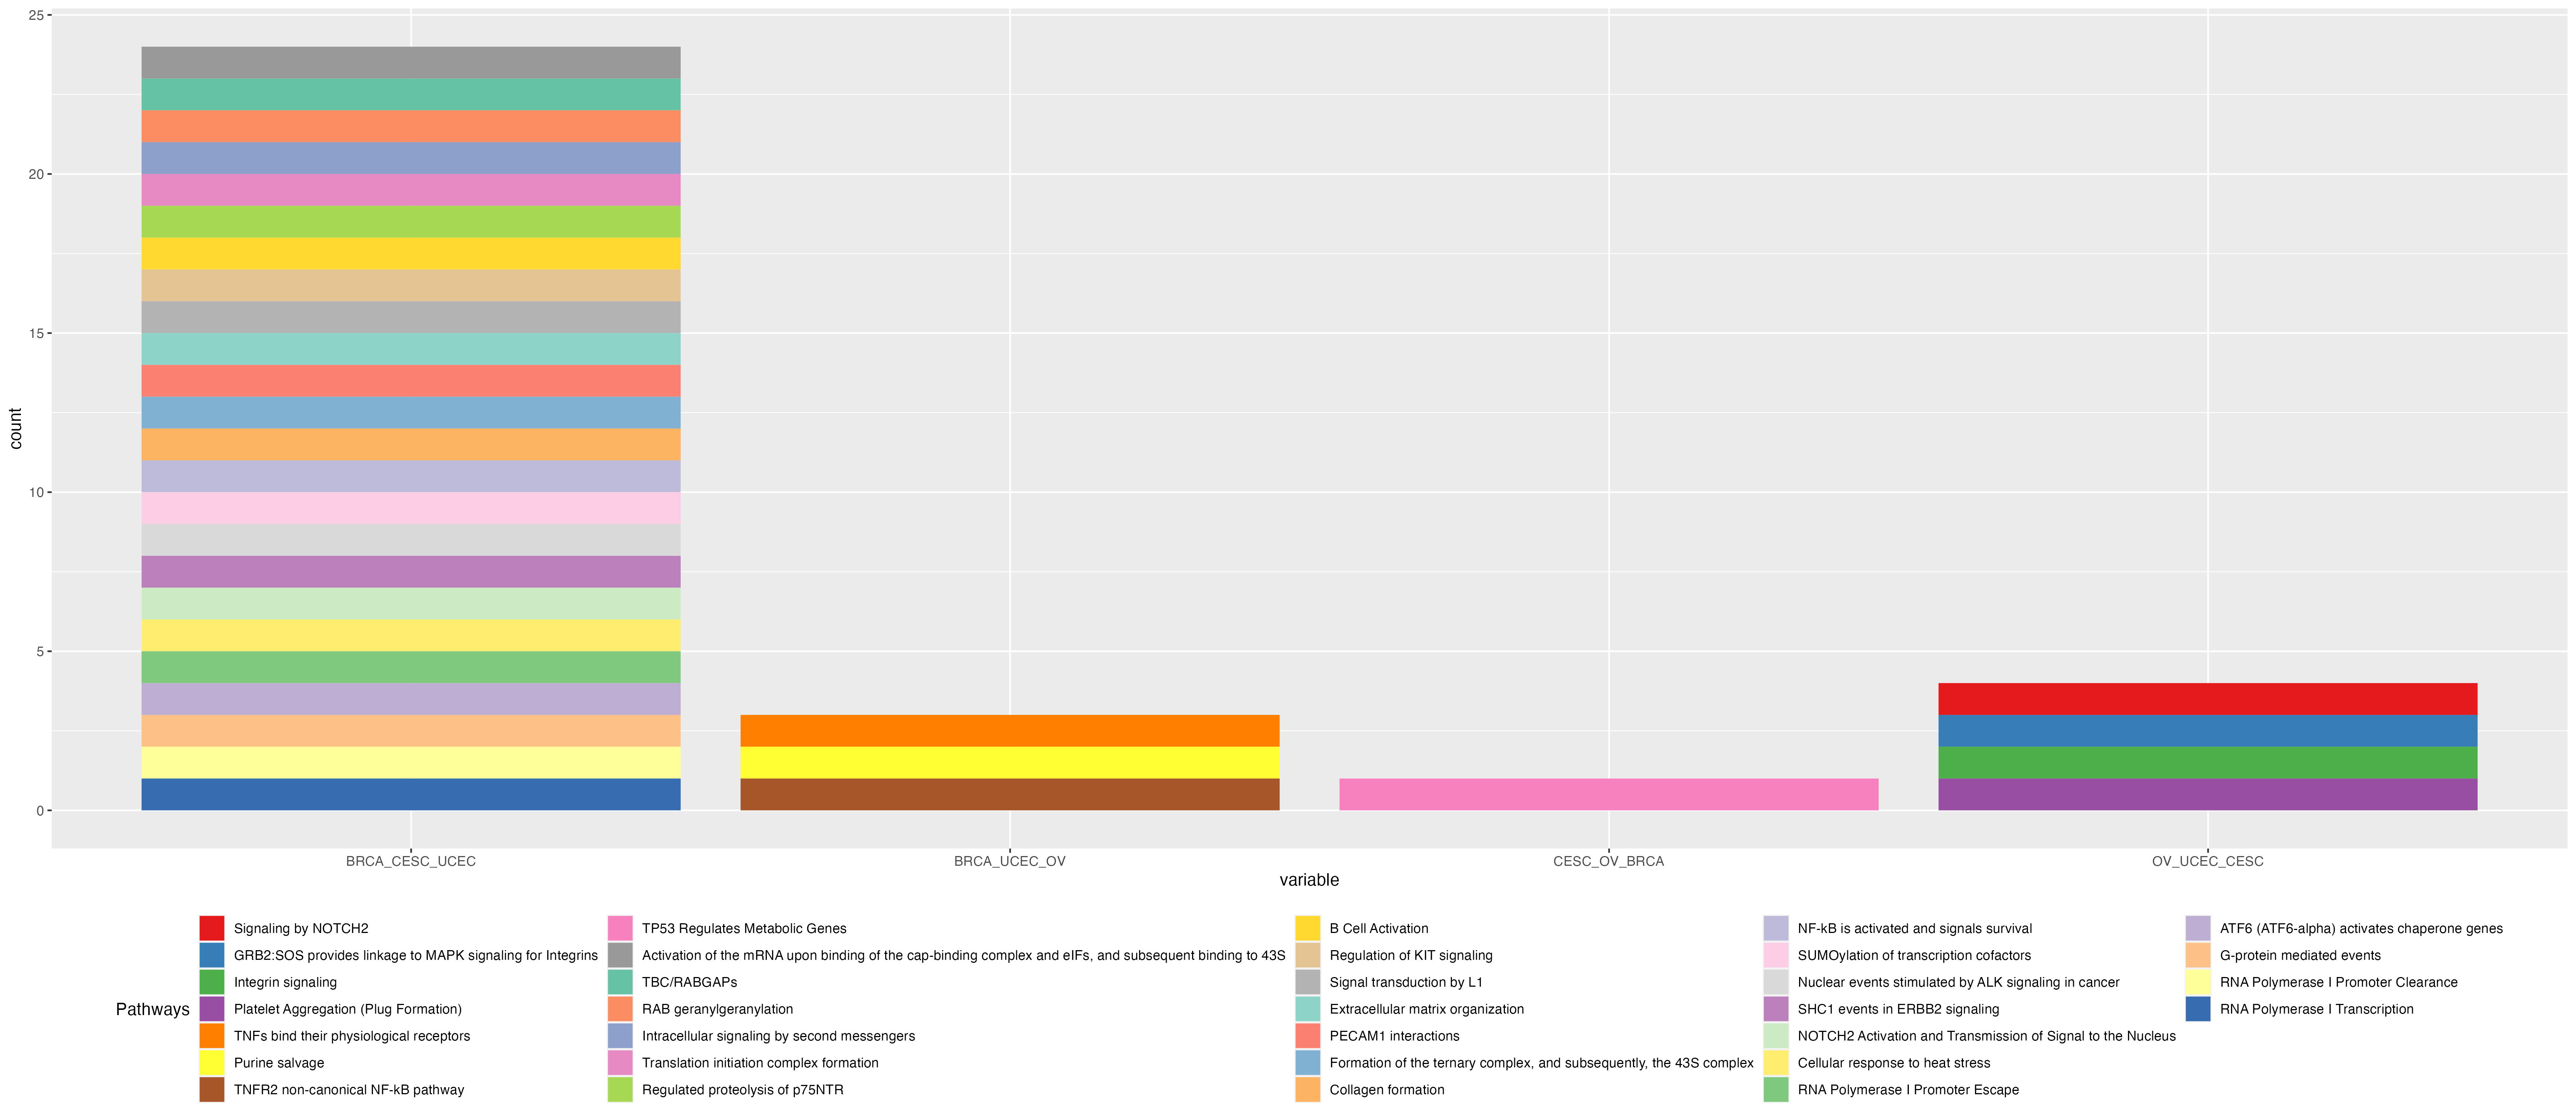 25
20
15
10
5
0
count
BRCA_CESC_UCEC
BRCA_UCEC_OV
CESC_OV_BRCA
OV_UCEC_CESC
variable
Pathways
Signaling by NOTCH2
GRB2:SOS provides linkage to MAPK signaling for Integrins
Integrin signaling
Platelet Aggregation (Plug Formation)
TNFs bind their physiological receptors
Purine salvage
TNFR2 non-canonical NF-kB pathway
TP53 Regulates Metabolic Genes
Activation of the mRNA upon binding of the cap-binding complex and eIFs, and subsequent binding to 43S
TBC/RABGAPs
RAB geranylgeranylation
Intracellular signaling by second messengers
Translation initiation complex formation
Regulated proteolysis of p75NTR
B Cell Activation
Regulation of KIT signaling
Signal transduction by L1
Extracellular matrix organization
PECAM1 interactions
Formation of the ternary complex, and subsequently, the 43S complex
Collagen formation
NF-kB is activated and signals survival
SUMOylation of transcription cofactors
Nuclear events stimulated by ALK signaling in cancer
SHC1 events in ERBB2 signaling
NOTCH2 Activation and Transmission of Signal to the Nucleus
Cellular response to heat stress
RNA Polymerase I Promoter Escape
ATF6 (ATF6-alpha) activates chaperone genes
G-protein mediated events
RNA Polymerase I Promoter Clearance
RNA Polymerase I Transcription